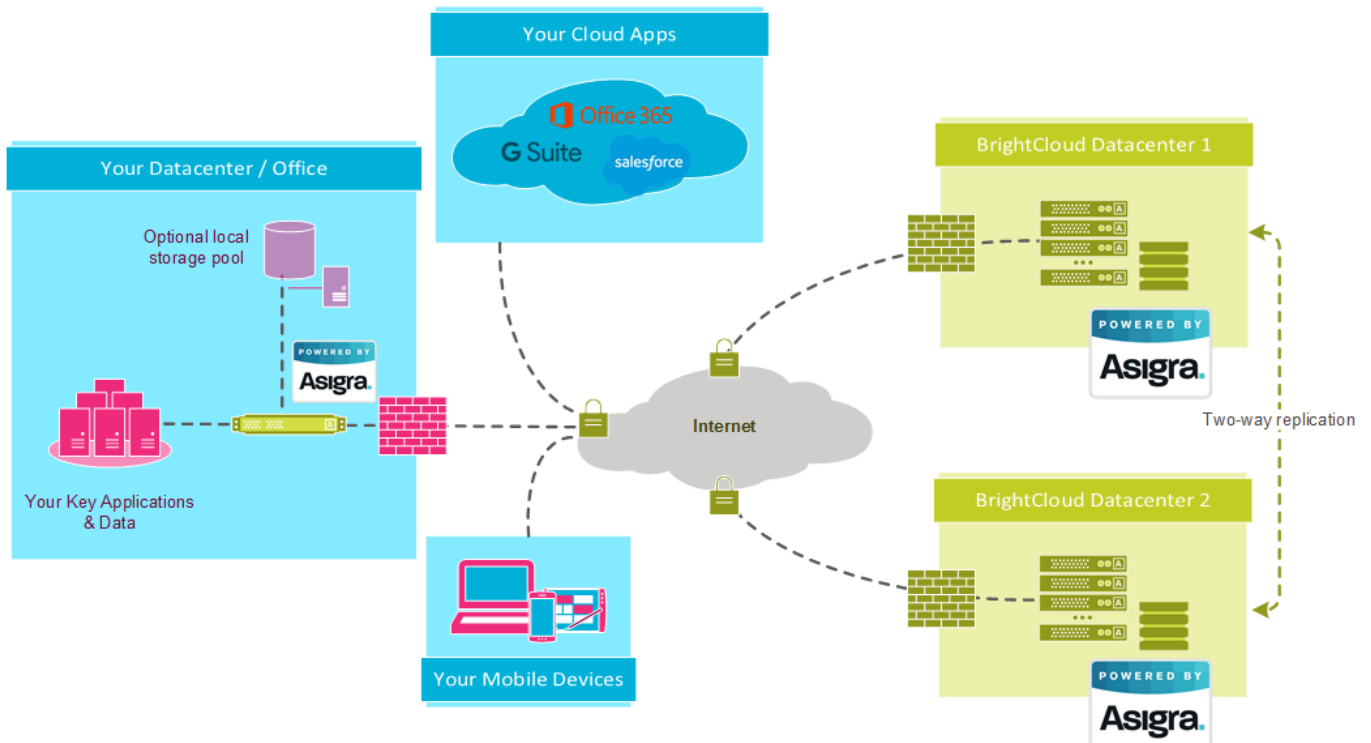 Your Cloud Apps
Office 365
G Suite
salesforce
Your Datacenter / Office
Optional local
storage pool
POWERED BY
Asigra.
A
Your Key Applications
& Data
Your Mobile Devices
Internet
BrightCloud Datacenter 1
A
A
A
A
POWERED BY
Asigra.
Two-way replication
BrightCloud Datacenter 2
A
A
A
A
POWERED BY
Asigra.